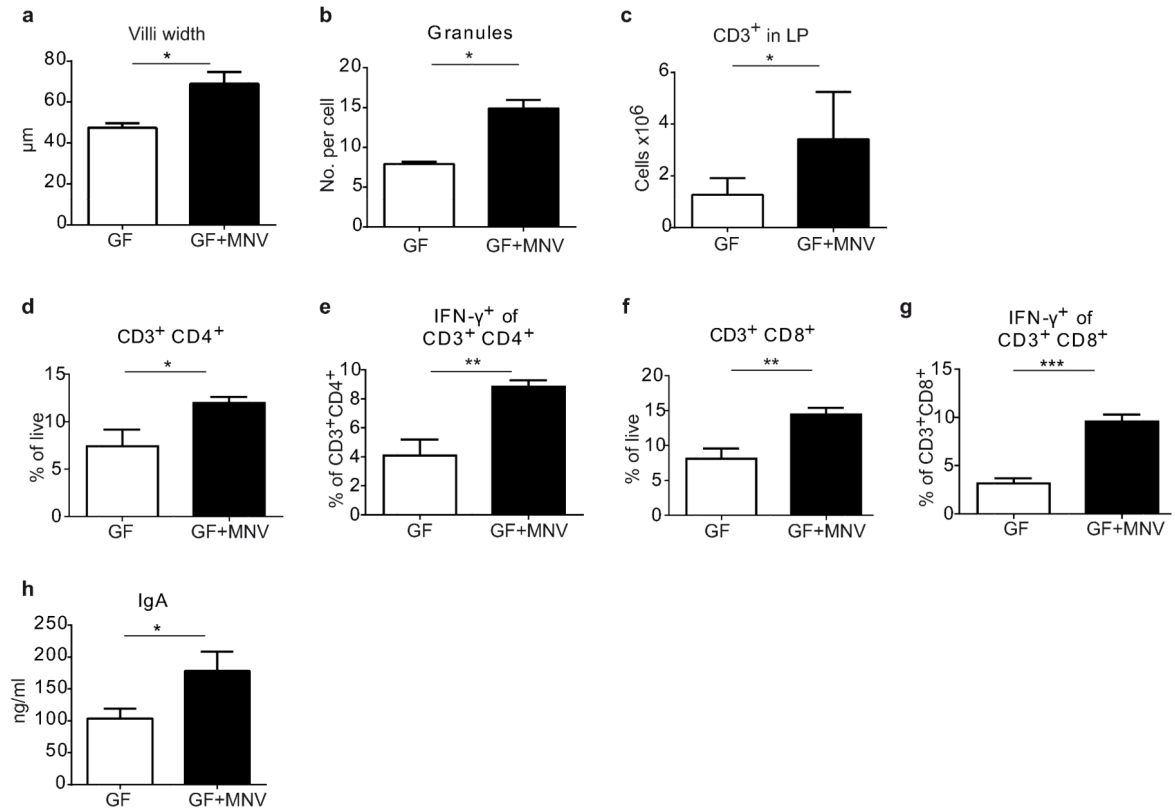 a
Villi width
*
80
60
40
20
0
µm
GF
GF+MNV
b
Granules
*
20
15
10
5
0
No. per cell
GF
GF+MNV
c
CD3⁺ in LP
*
6
4
2
0
Cells x10⁶
GF
GF+MNV
d
CD3⁺ CD4⁺
*
15
10
5
0
% of live
GF
GF+MNV
e
IFN-γ⁺ of
CD3⁺ CD4⁺
**
10
8
6
4
2
0
% of CD3⁺CD4⁺
GF
GF+MNV
f
CD3⁺ CD8⁺
**
20
15
10
5
0
% of live
GF
GF+MNV
g
IFN-γ⁺ of
CD3⁺ CD8⁺
***
15
10
5
0
% of CD3⁺CD8⁺
GF
GF+MNV
h
IgA
*
250
200
150
100
50
0
ng/ml
GF
GF+MNV